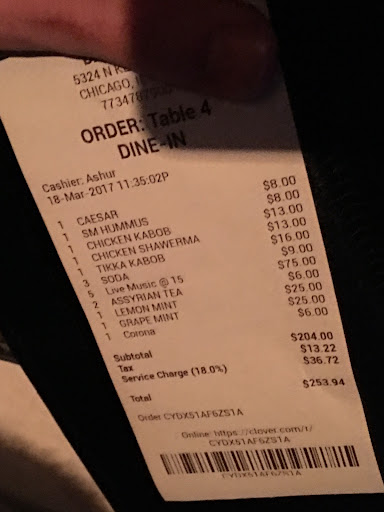 5324 N
CHICAGO,
ORDER: Table 4
DINE-IN
Cashier: Ashur
18-Mar-2017 11:35:02P
1 CAESAR $8.00
1 SM HUMMUS $8.00
1 CHICKEN KABOB $13.00
1 CHICKEN SHAWERMA $13.00
1 TIKKA KABOB $16.00
3 SODA $9.00
5 Live Music @ 15 $75.00
2 ASSYRIAN TEA $6.00
1 LEMON MINT $25.00
1 GRAPE MINT $25.00
1 Corona $6.00
Subtotal $204.00
Tax $13.22
Service Charge (18.0%) $36.72
Total $253.94
Order CYDX51AF6ZS1A
Online: https://clover.com/r/
CYDX51AF6ZS1A
CYDX51AF6ZS1A